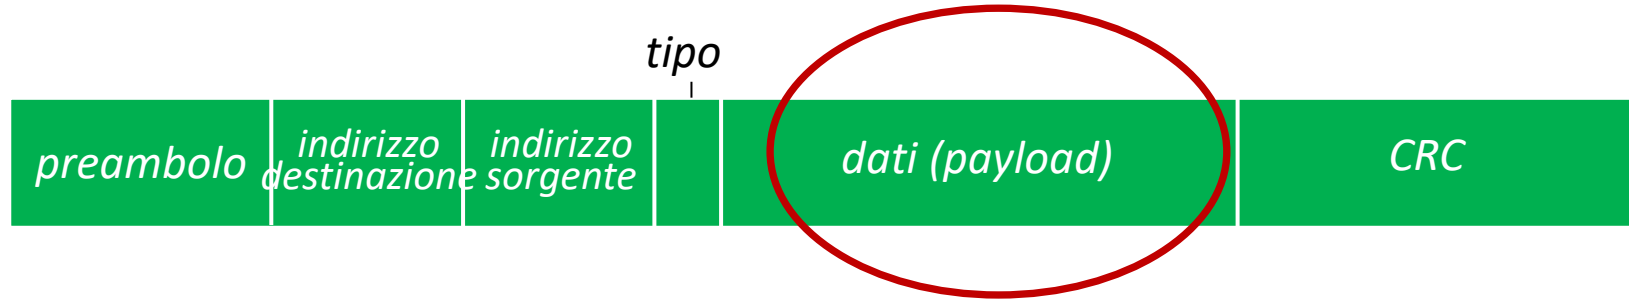 tipo
preambolo
indirizzo
destinazione
indirizzo
sorgente
dati (payload)
CRC